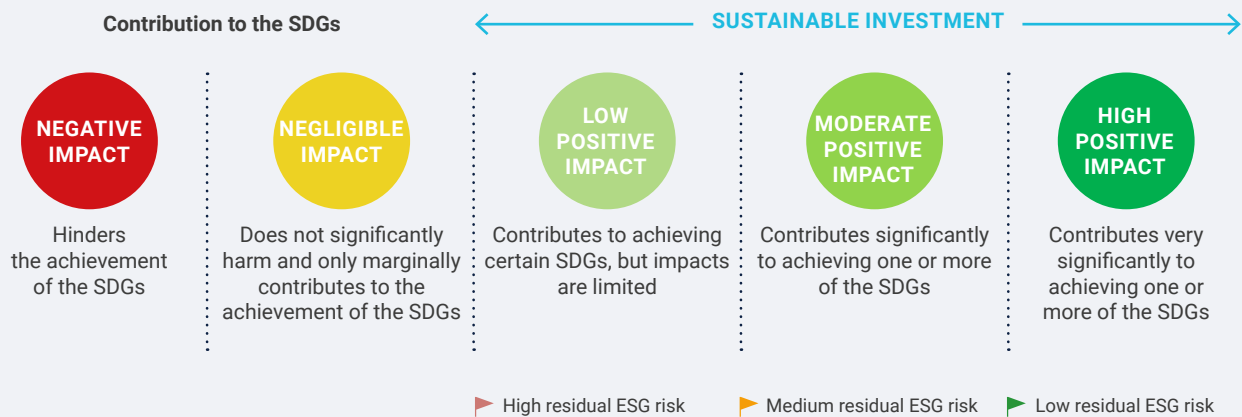 Contribution to the SDGs
SUSTAINABLE INVESTMENT
NEGATIVE
IMPACT
Hinders
the achievement
of the SDGs
NEGLIGIBLE
IMPACT
Does not significantly
harm and only marginally
contributes to the
achievement of the SDGs
LOW
POSITIVE
IMPACT
Contributes to achieving
certain SDGs, but impacts
are limited
MODERATE
POSITIVE
IMPACT
Contributes significantly
to achieving one or more
of the SDGs
HIGH
POSITIVE
IMPACT
Contributes very
significantly to
achieving one or
more of the SDGs
High residual ESG risk
Medium residual ESG risk
Low residual ESG risk